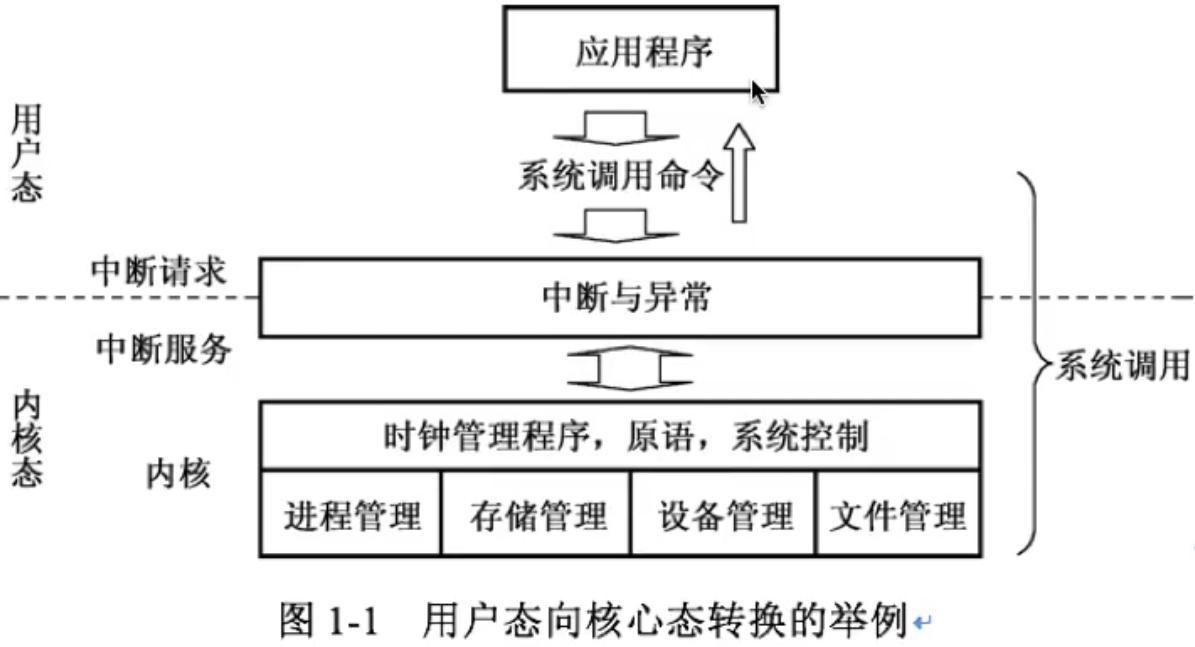 应用程序
用户态
系统调用命令
中断请求
中断与异常
中断服务
系统调用
内核态
内核
时钟管理程序，原语，系统控制
进程管理
存储管理
设备管理
文件管理
图 1-1 用户态向核心态转换的举例↵